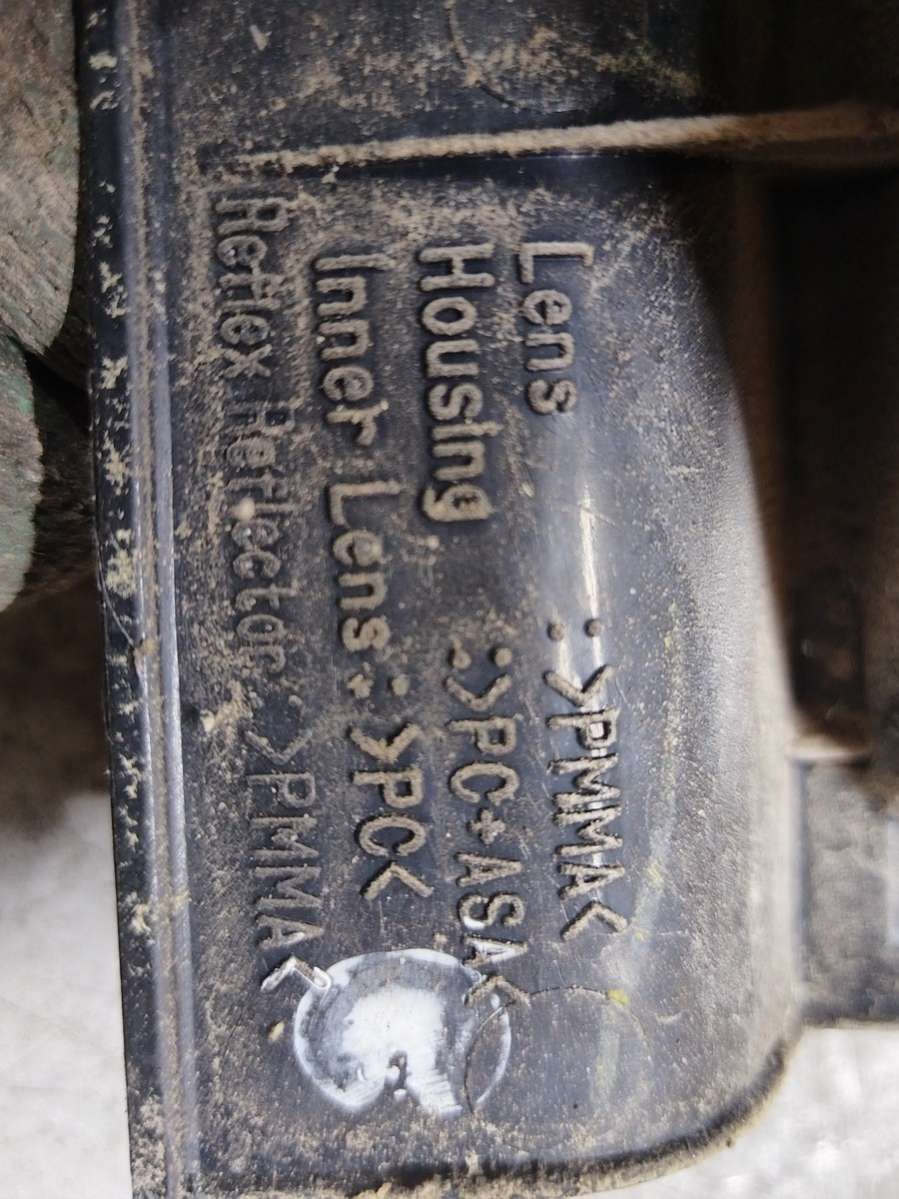 Lens :>PMMA<
Housing :>PC+ASA<
Inner Lens :>PC<
Reflex Reflector :>PMMA<